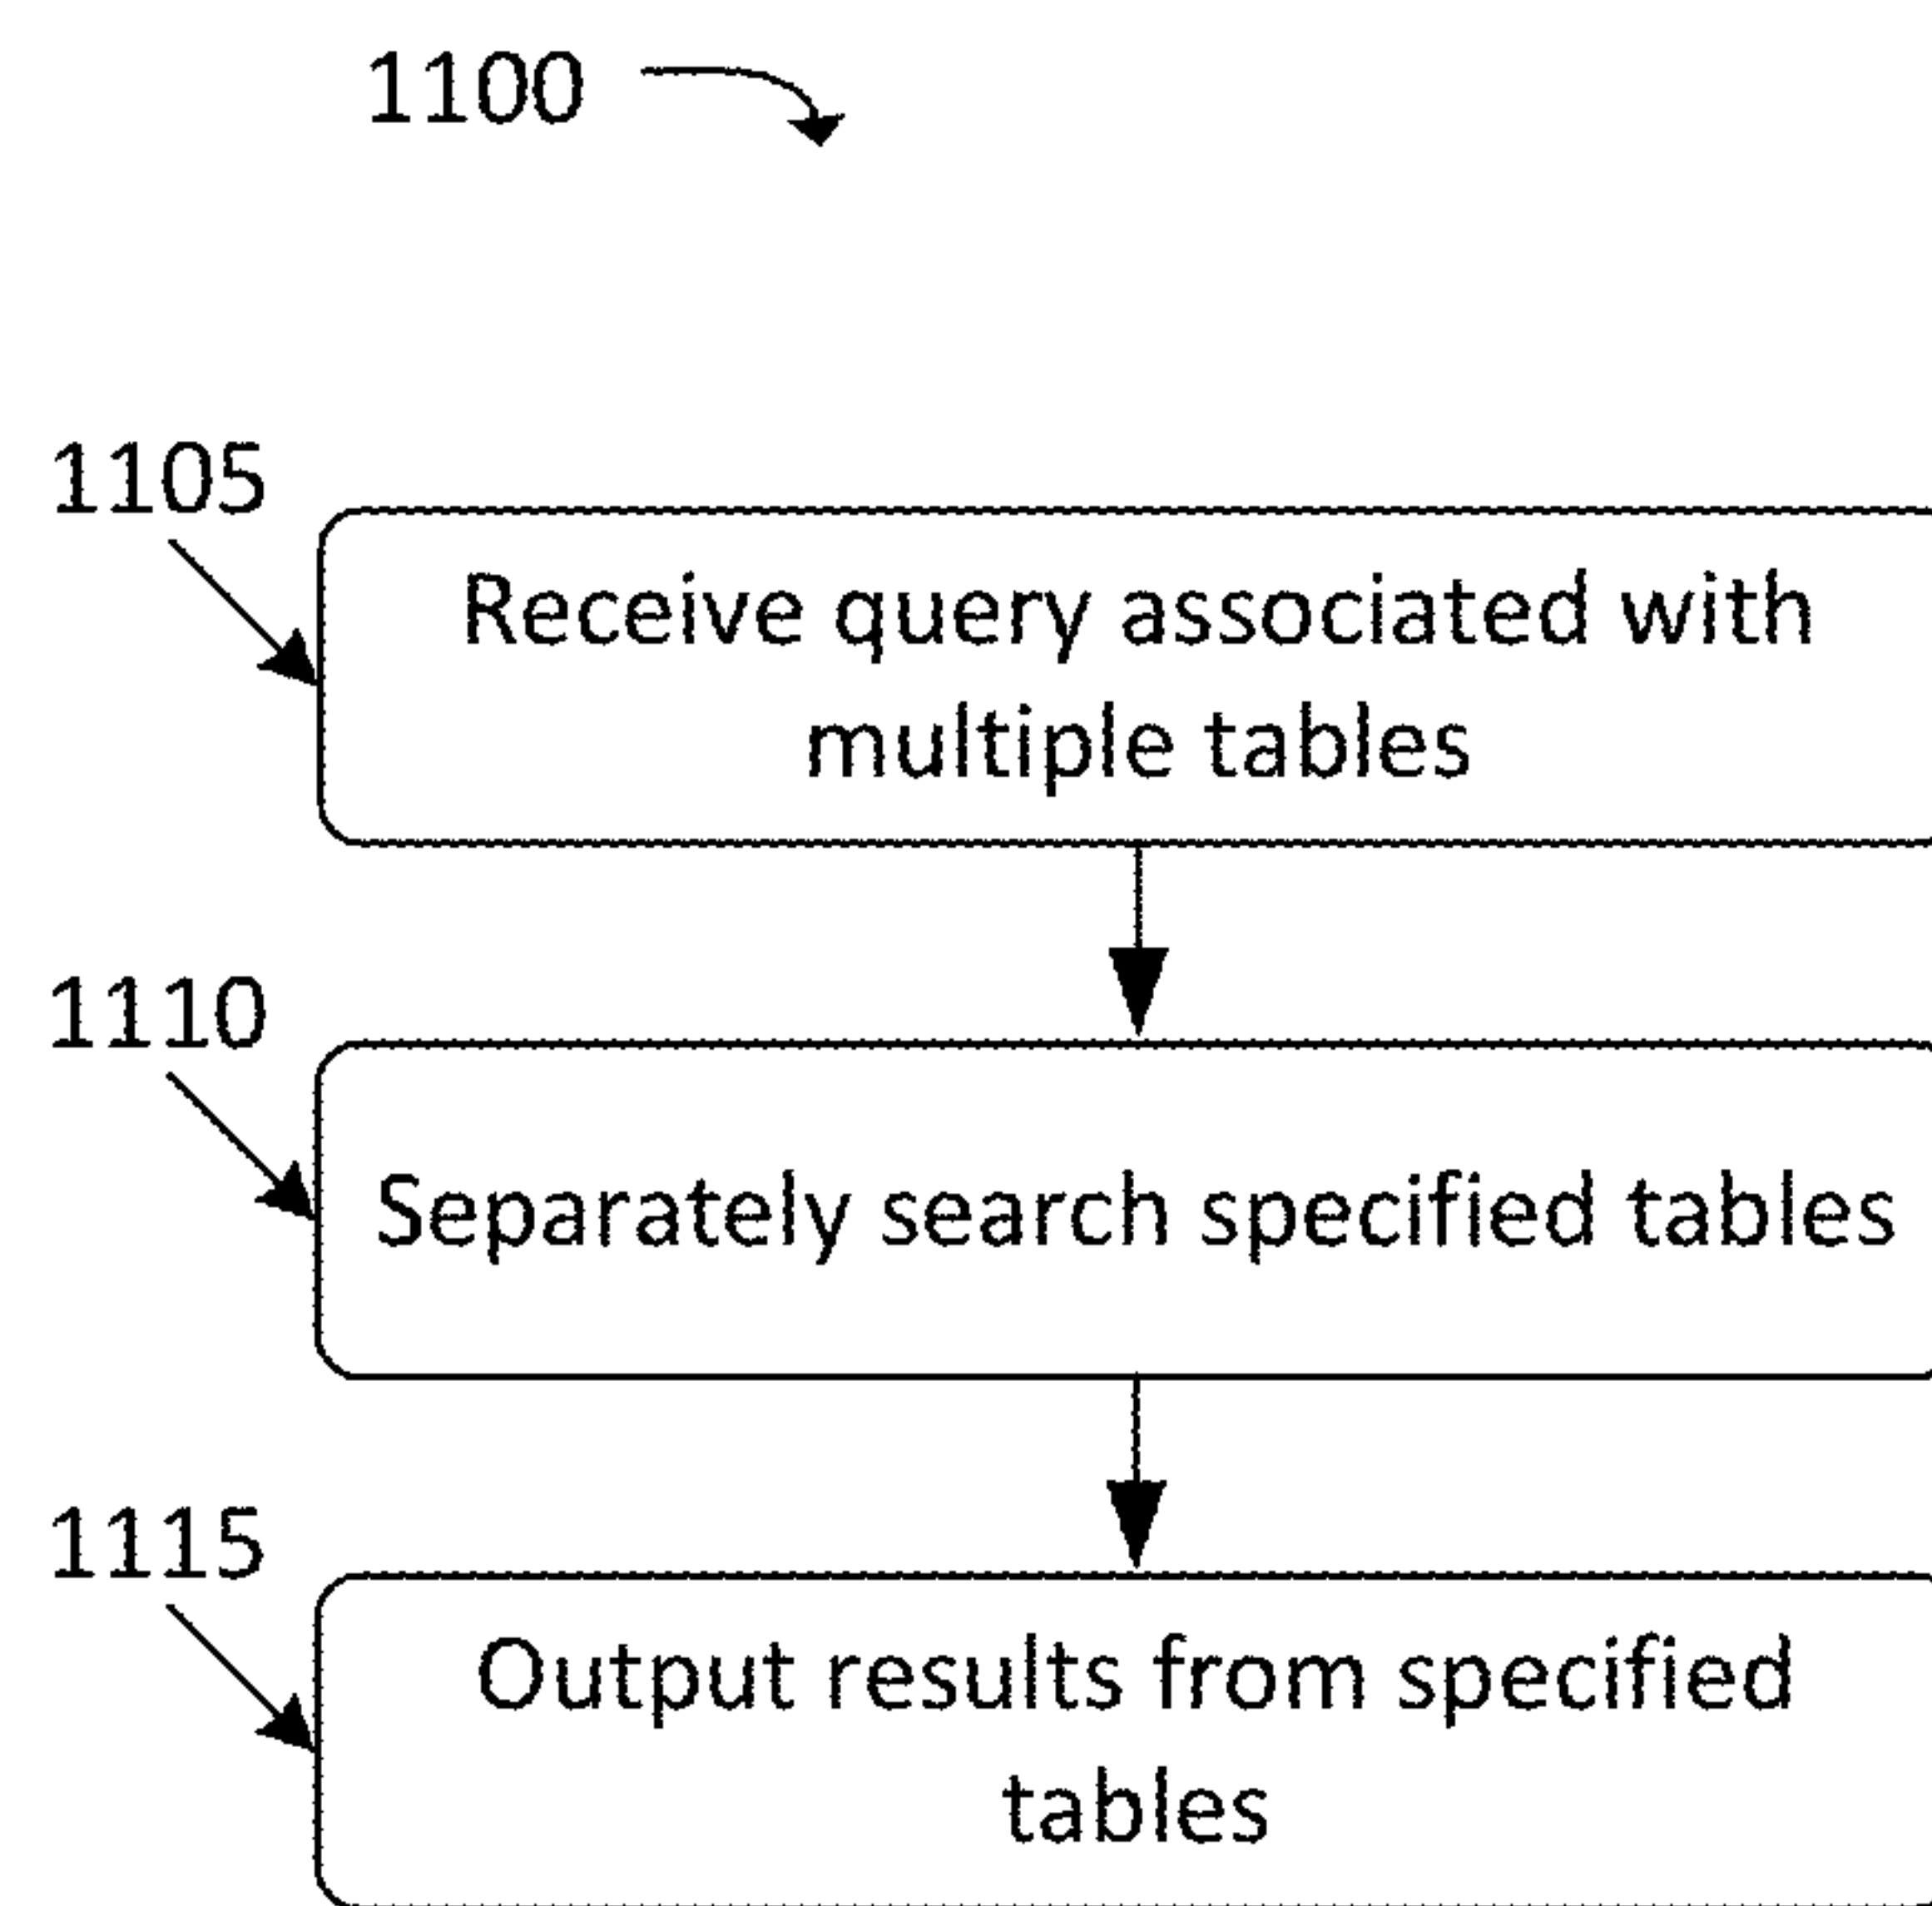 1100
1105
Receive query associated with
multiple tables
1110
Separately search specified tables
1115
Output results from specified
tables